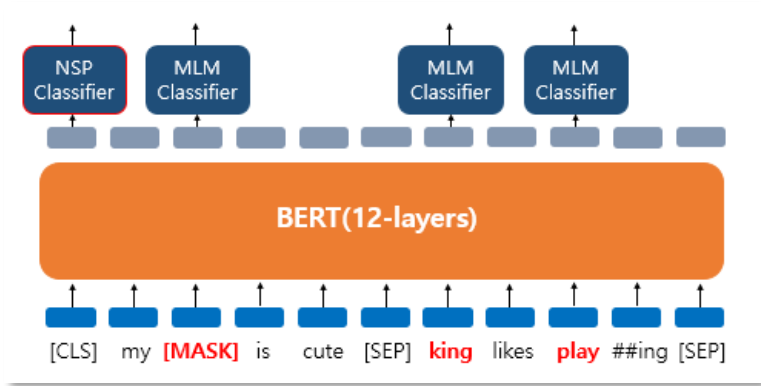 NSP
Classifier
MLM
Classifier
MLM
Classifier
MLM
Classifier
BERT(12-layers)
[CLS] my [MASK] is cute [SEP] king likes play ##ing [SEP]